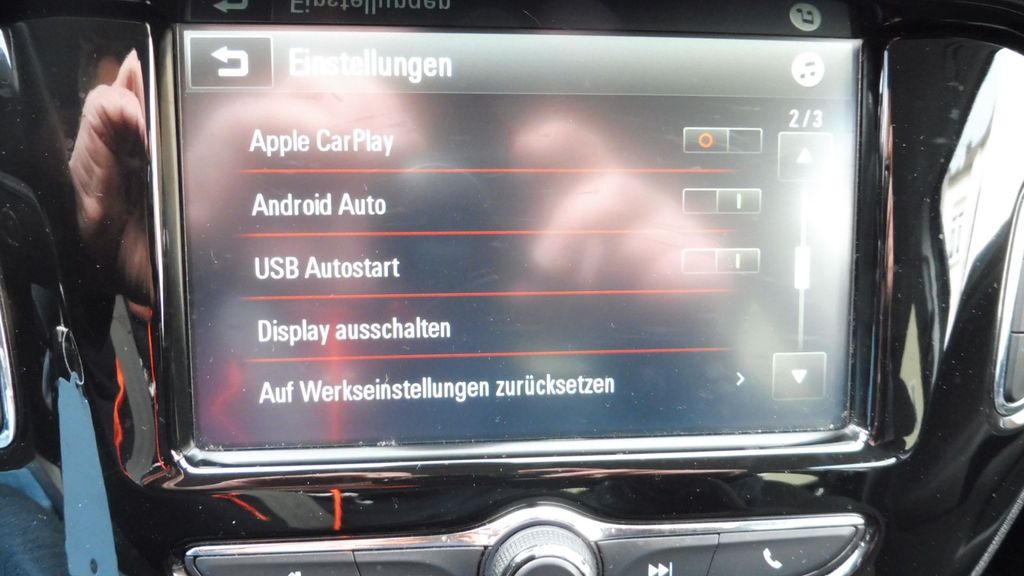 Einstellungen
2/3
Apple CarPlay
Android Auto
USB Autostart
Display ausschalten
Auf Werkseinstellungen zurücksetzen